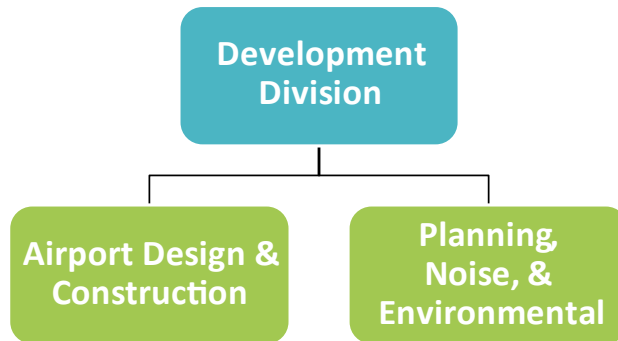 Development
Division
Airport Design &
Construction
Planning,
Noise, &
Environmental